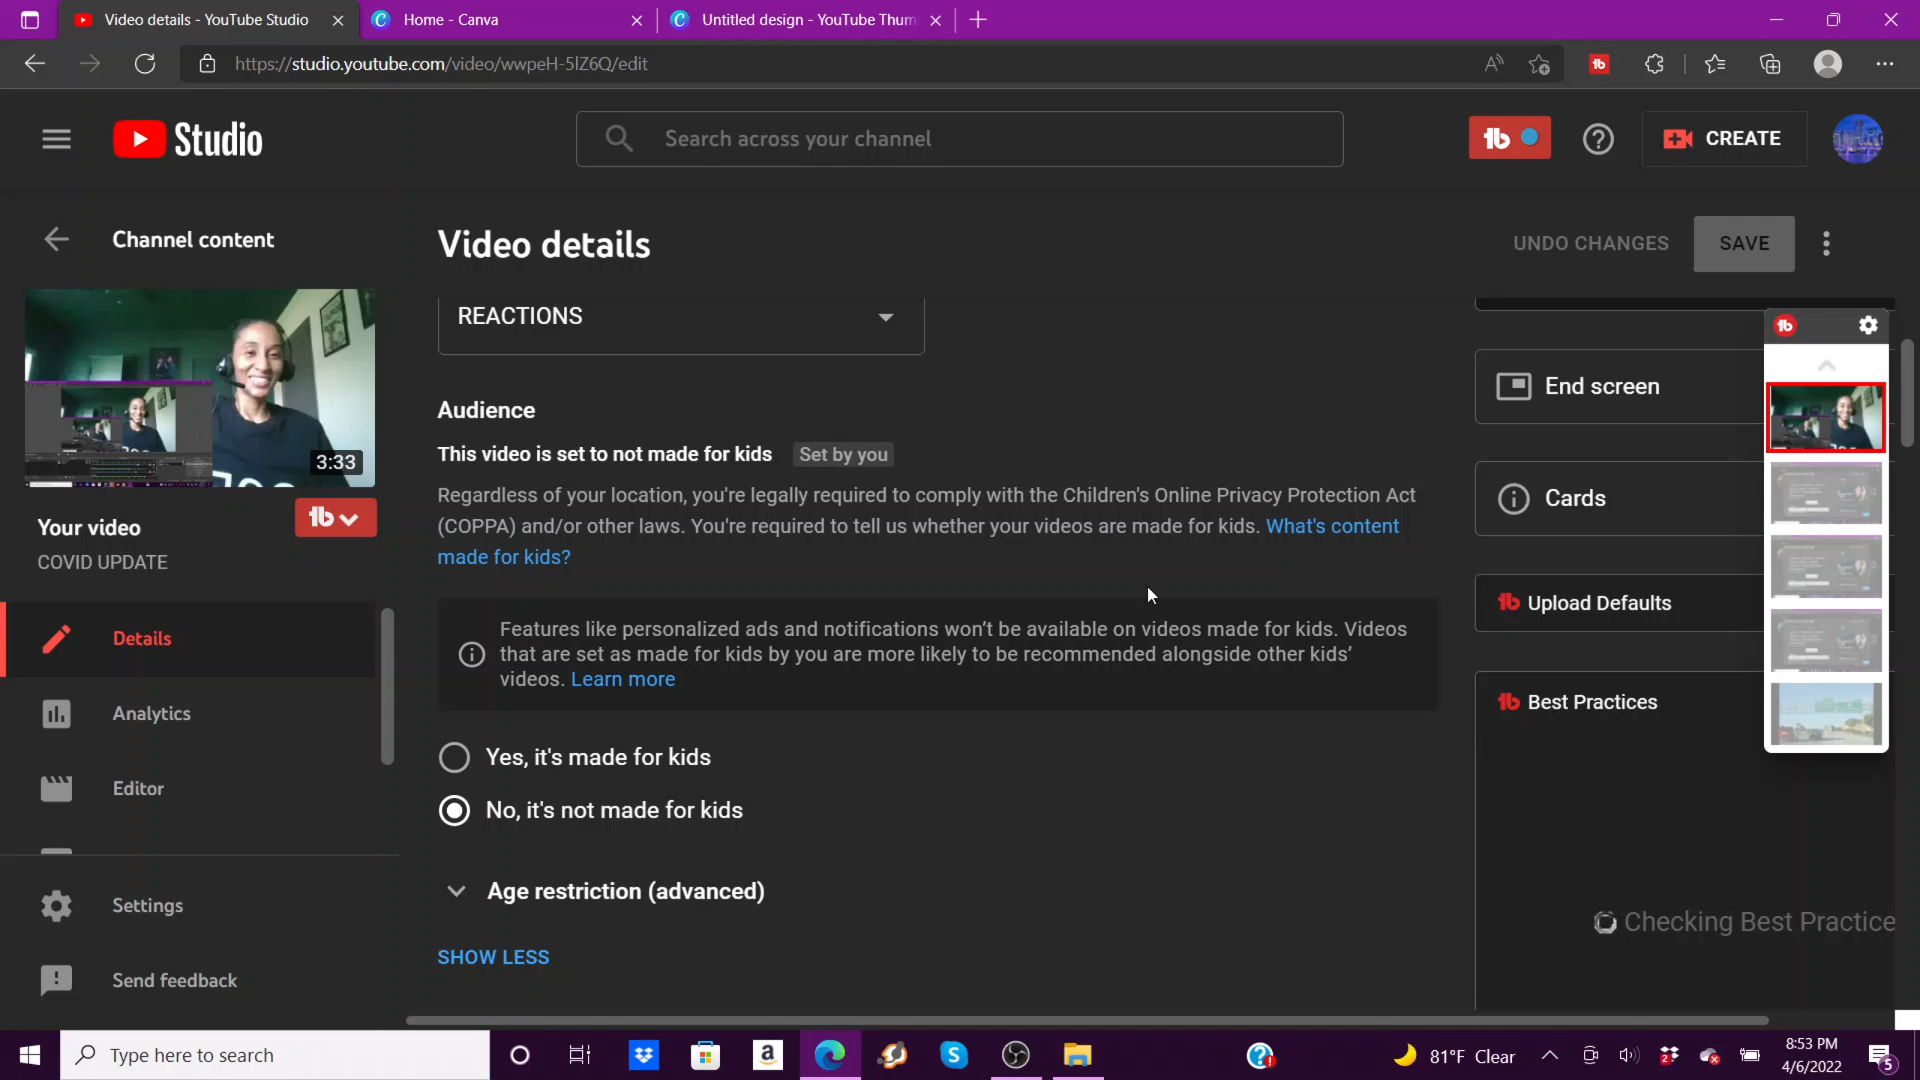 Video details - YouTube Studio
Home - Canva
Untitled design - YouTube Thum
https://studio.youtube.com/video/wwpeH-5lZ6Q/edit
Studio
Search across your channel
CREATE
Channel content
Video details
UNDO CHANGES
SAVE
3:33
Your video
COVID UPDATE
Details
Analytics
Editor
Settings
Send feedback
REACTIONS
Audience
This video is set to not made for kids Set by you
Regardless of your location, you're legally required to comply with the Children's Online Privacy Protection Act
(COPPA) and/or other laws. You're required to tell us whether your videos are made for kids. What's content
made for kids?
Features like personalized ads and notifications won't be available on videos made for kids. Videos
that are set as made for kids by you are more likely to be recommended alongside other kids'
videos. Learn more
Yes, it's made for kids
No, it's not made for kids
Age restriction (advanced)
SHOW LESS
End screen
Cards
Upload Defaults
Best Practices
Checking Best Practice
Type here to search
81°F Clear
8:53 PM
4/6/2022
5